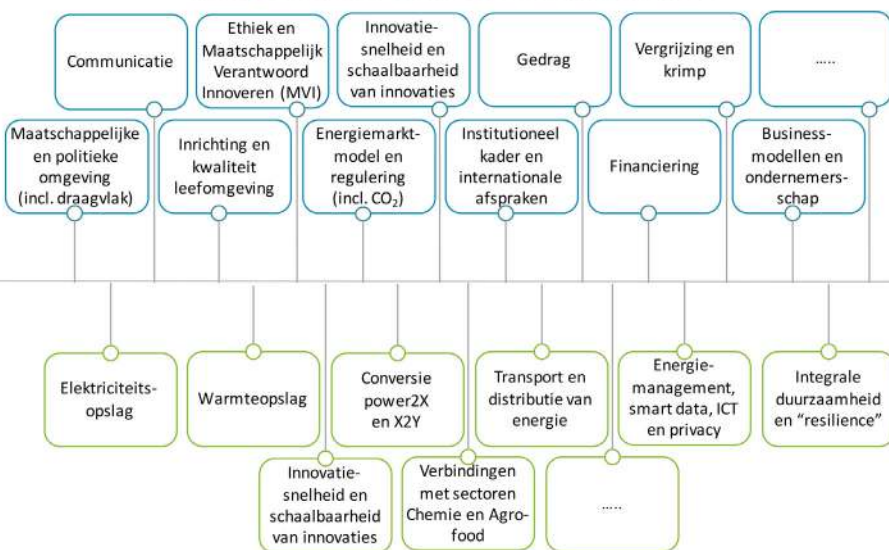 Communicatie
Ethiek en
Maatschappelijk
Verantwoord
Innoveren (MVI)
Innovatie-
snelheid en
schaalbaarheid
van innovaties
Gedrag
Vergrijzing en
krimp
.....
Maatschappelijke
en politieke
omgeving
(incl. draagvlak)
Inrichting en
kwaliteit
leefomgeving
Energiemarkt-
model en
regulering
(incl. CO₂)
Institutioneel
kader en
internationale
afspraken
Financiering
Business-
modellen en
ondernemers-
schap
Elektriciteits-
opslag
Warmteopslag
Conversie
power2X
en X2Y
Transport en
distributie van
energie
Energie-
management,
smart data, ICT
en privacy
Integrale
duurzaamheid
en “resilience”
Innovatie-
snelheid en
schaalbaarheid
van innovaties
Verbindingen
met sectoren
Chemie en Agro-
food
.....